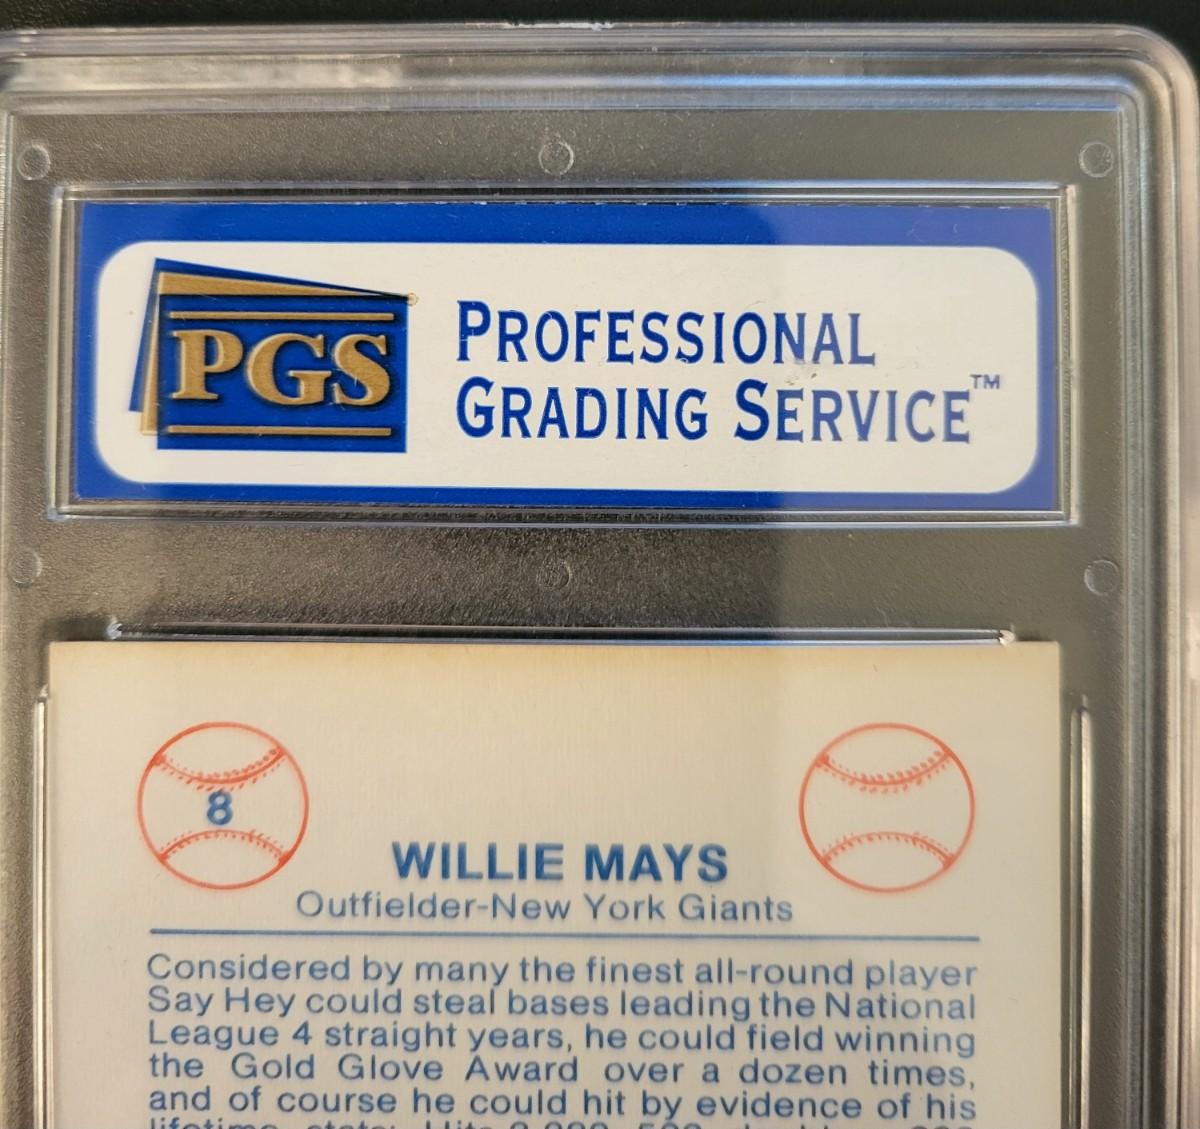 PGS
PROFESSIONAL
GRADING SERVICE™
8
WILLIE MAYS
Outfielder-New York Giants
Considered by many the finest all-round player
Say Hey could steal bases leading the National
League 4 straight years, he could field winning
the Gold Glove Award over a dozen times,
and of course he could hit by evidence of his
lifetime